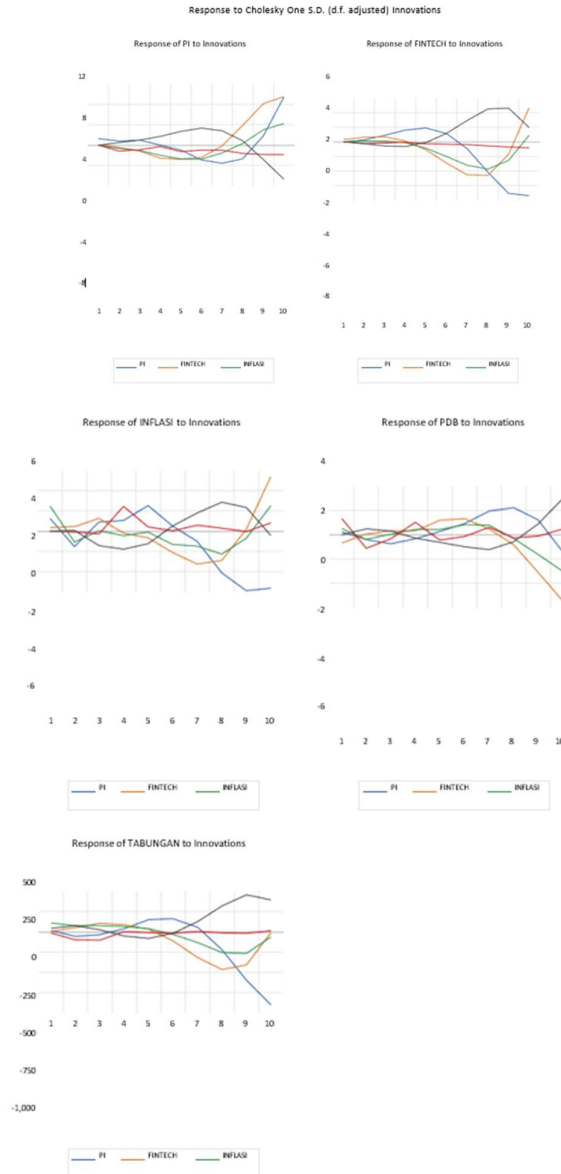 Response to Cholesky One S.D. (d.f. adjusted) Innovations
Response of PI to Innovations
12
8
4
0
-4
-8
1 2 3 4 5 6 7 8 9 10
PI FINTECH INFLASI
Response of FINTECH to Innovations
6
4
2
0
-2
-4
-6
-8
1 2 3 4 5 6 7 8 9 10
PI FINTECH INFLASI
Response of INFLASI to Innovations
6
4
2
0
-2
-4
-6
1 2 3 4 5 6 7 8 9 10
PI FINTECH INFLASI
Response of PDB to Innovations
4
2
0
-2
-4
-6
1 2 3 4 5 6 7 8 9 10
PI FINTECH INFLASI
Response of TABUNGAN to Innovations
500
250
0
-250
-500
-750
-1,000
1 2 3 4 5 6 7 8 9 10
PI FINTECH INFLASI